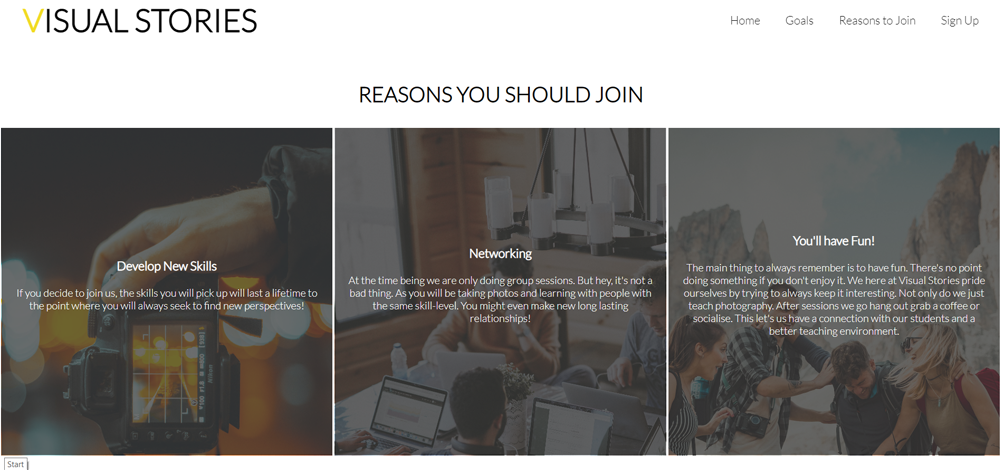 VISUAL STORIES
Home Goals Reasons to Join Sign Up
REASONS YOU SHOULD JOIN
Develop New Skills
If you decide to join us, the skills you will pick up will last a lifetime to
the point where you will always seek to find new perspectives!
Networking
At the time being we are only doing group sessions. But hey, it's not a
bad thing. As you will be taking photos and learning with people with
the same skill-level. You might even make new long lasting
relationships!
You'll have Fun!
The main thing to always remember is to have fun. There's no point
doing something if you don't enjoy it. We here at Visual Stories pride
ourselves by trying to always keep it interesting. Not only do we just
teach photography. After sessions we go hang out grab a coffee or
socialise. This let's us have a connection with our students and a
better teaching environment.
Start